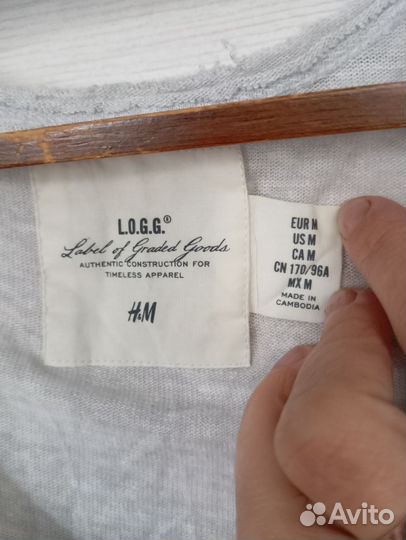 L.O.G.G.®
Label of Graded Goods
AUTHENTIC CONSTRUCTION FOR
TIMELESS APPAREL
H&M
EUR M
US M
CA M
CN 170/96A
MX M
MADE IN
CAMBODIA
Avito